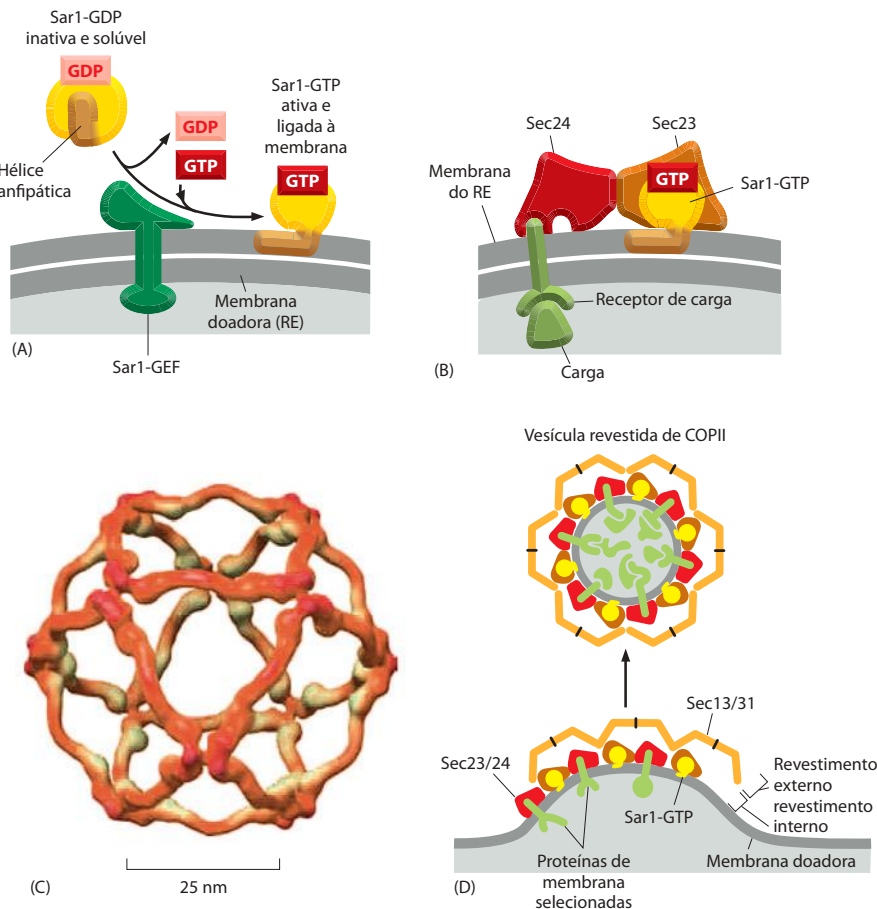 Sar1-GDP
inativa e solúvel
GDP
Hélice
anfipática
GDP
GTP
Sar1-GTP
ativa e
ligada à
membrana
GTP
Membrana
doadora (RE)
Sar1-GEF
(A)
Sec24
Sec23
Membrana
do RE
GTP
Sar1-GTP
Receptor de carga
Carga
(B)
25 nm
(C)
Vesícula revestida de COPII
Sec13/31
Sec23/24
Sar1-GTP
Revestimento
externo
revestimento
interno
Proteínas de
membrana
selecionadas
Membrana doadora
(D)